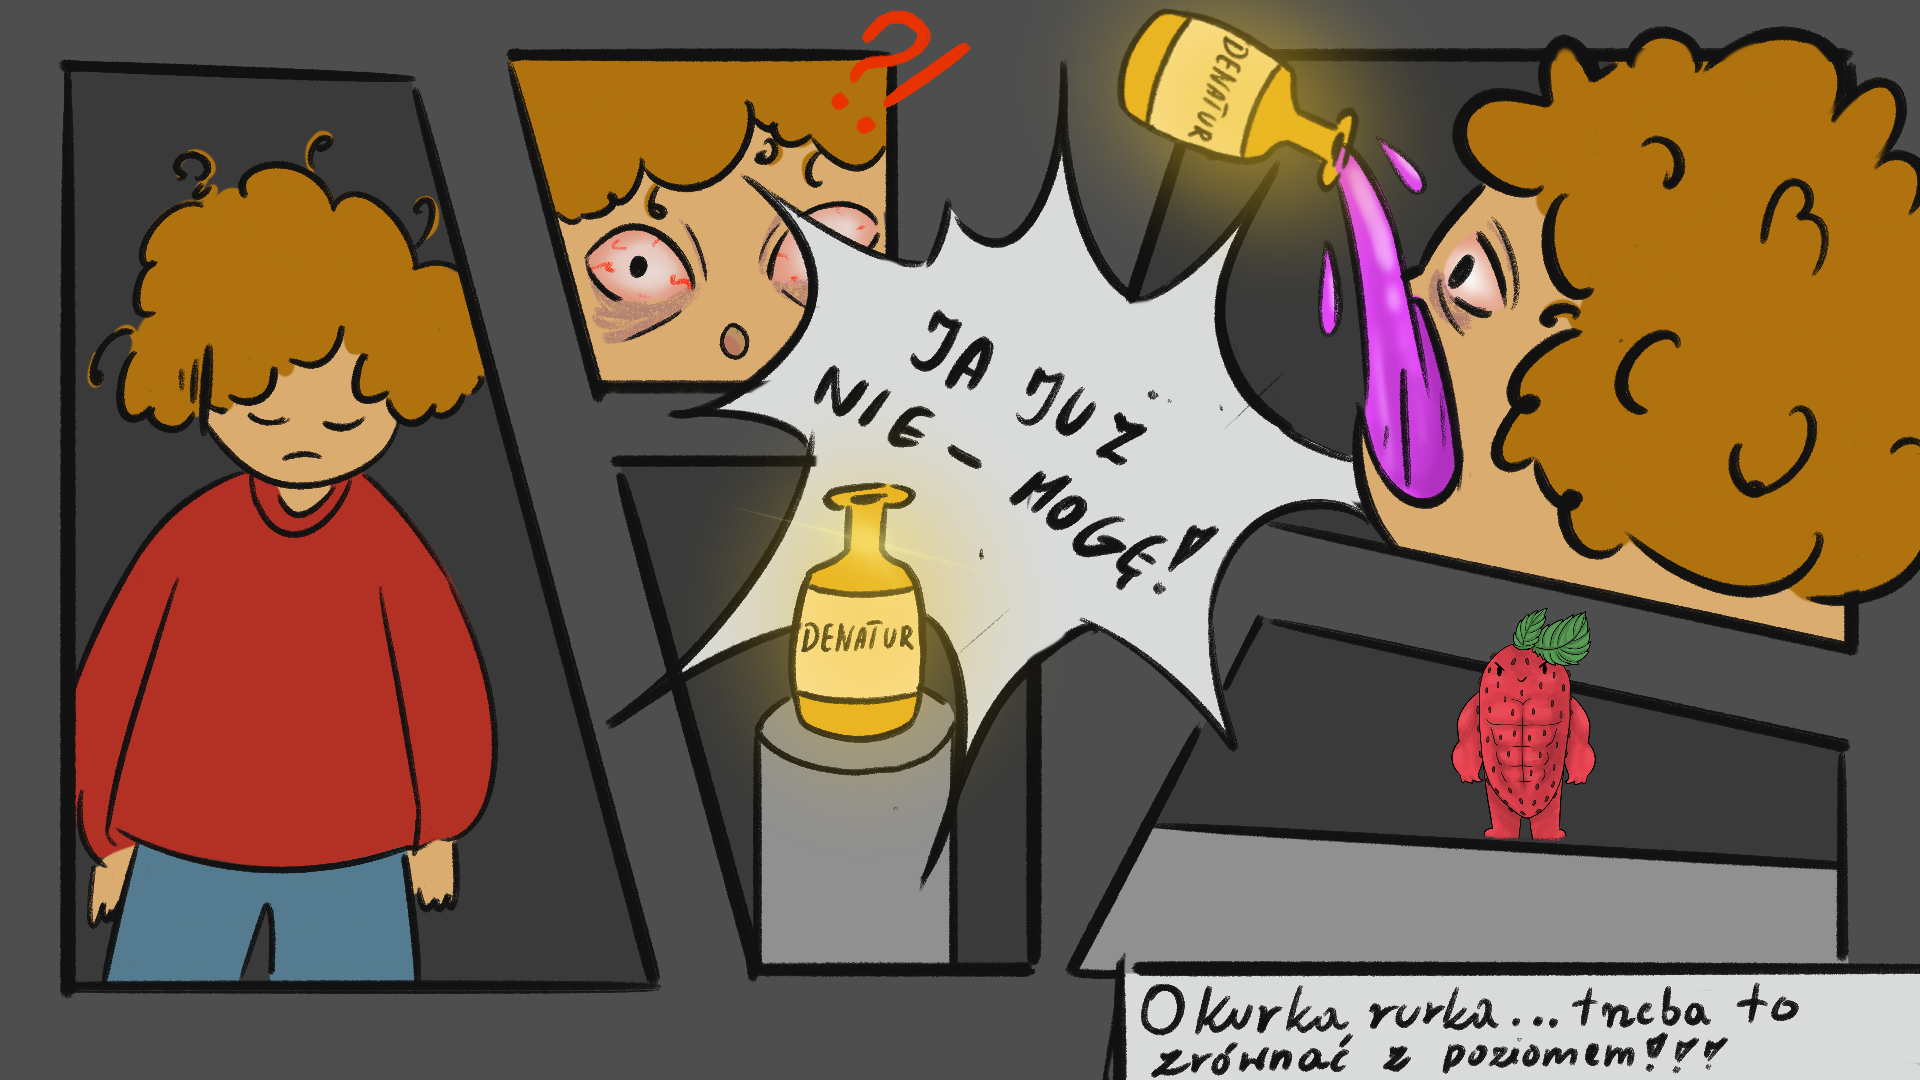 ?!
DENATUR
JA JUŻ
NIE - MOGĘ!
DENATUR
O kurka rurka... trzeba to
zrównać z poziomem!!!